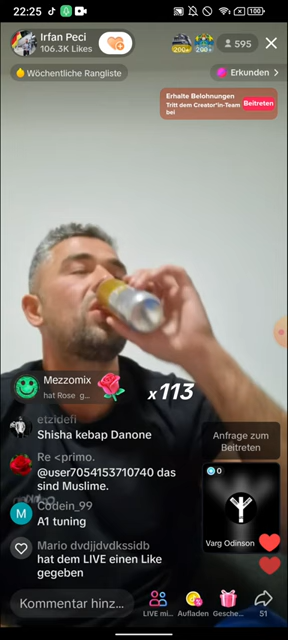 22:25
100
Irfan Peci
106.3K Likes
200+
200+
595
Wöchentliche Rangliste
Erkunden
Erhalte Belohnungen
Tritt dem Creator*in-Team
bei
Beitreten
Mezzomix
hat Rose g...
x113
etzidefi
Shisha kebap Danone
Re <primo.
@user7054153710740 das
sind Muslime.
M
Codein_99
A1 tuning
Mario dvdjjdvdkssidb
hat dem LIVE einen Like
gegeben
Anfrage zum
Beitreten
0
Varg Odinson
Kommentar hinz...
LIVE mi...
Aufladen
Gesche...
51